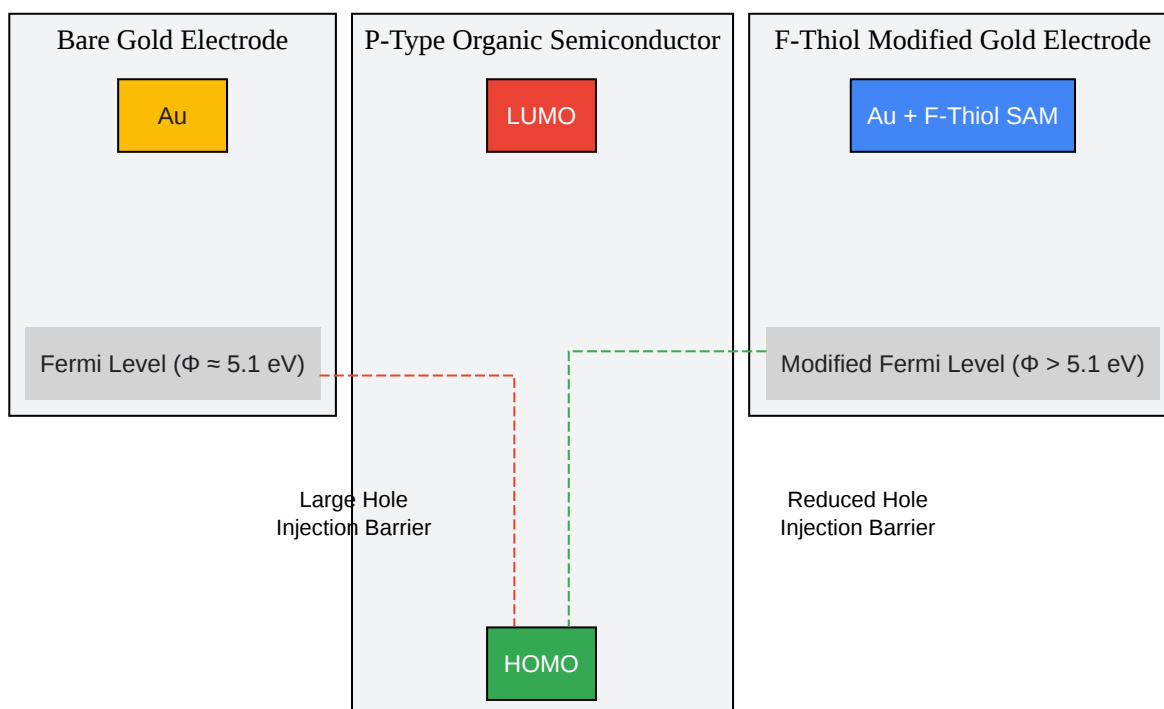 Bare Gold Electrode
P-Type Organic Semiconductor
F-Thiol Modified Gold Electrode
Au
LUMO
Au + F-Thiol SAM
Fermi Level (Φ ≈ 5.1 eV)
Modified Fermi Level (Φ > 5.1 eV)
Large Hole
Injection Barrier
Reduced Hole
Injection Barrier
HOMO